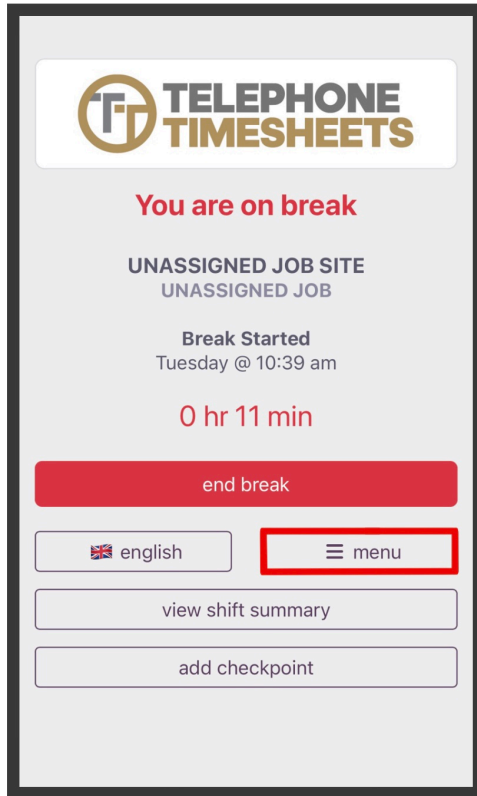 TELEPHONE
TIMESHEETS
You are on break
UNASSIGNED JOB SITE
UNASSIGNED JOB
Break Started
Tuesday @ 10:39 am
0 hr 11 min
end break
english
menu
view shift summary
add checkpoint